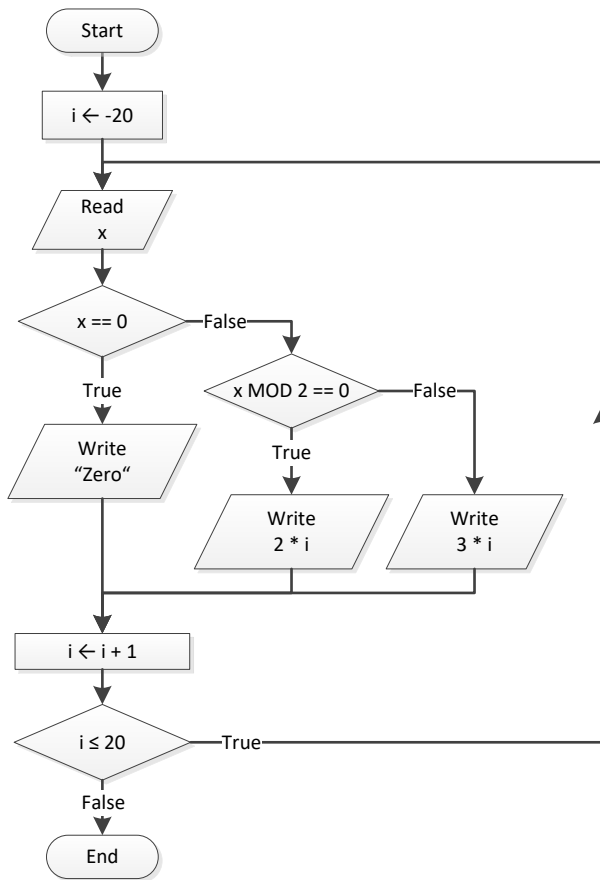 Start
i ← -20
Read
x
x == 0
False
True
x MOD 2 == 0
False
True
Write
“Zero“
Write
2 * i
Write
3 * i
i ← i + 1
i ≤ 20
True
False
End